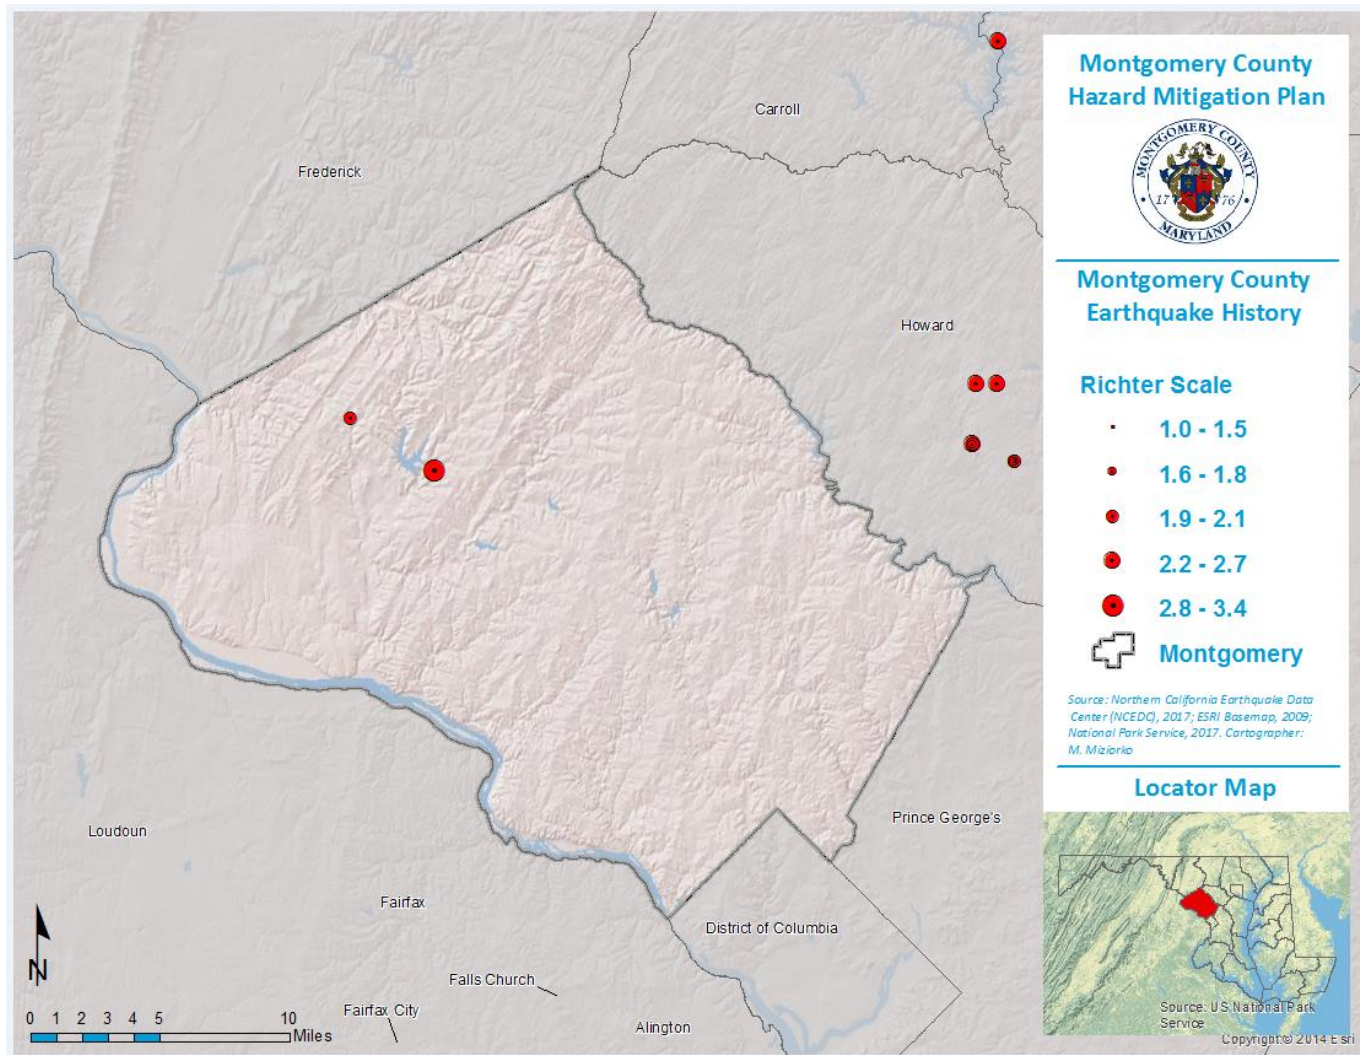 Carroll
Frederick
Howard
Loudoun
Prince George's
Fairfax
District of Columbia
Falls Church
Fairfax City
Alington
N
0 1 2 3 4 5 10
Miles
Montgomery County
Hazard Mitigation Plan
MONTGOMERY COUNTY
17 76
MARYLAND
Montgomery County
Earthquake History
Richter Scale
1.0 - 1.5
1.6 - 1.8
1.9 - 2.1
2.2 - 2.7
2.8 - 3.4
Montgomery
Source: Northern California Earthquake Data
Center (NCEDC), 2017; ESRI Basemap, 2009;
National Park Service, 2017. Cartographer:
M. Miziorko
Locator Map
Source: US National Park
Service
Copyright:© 2014 Esri